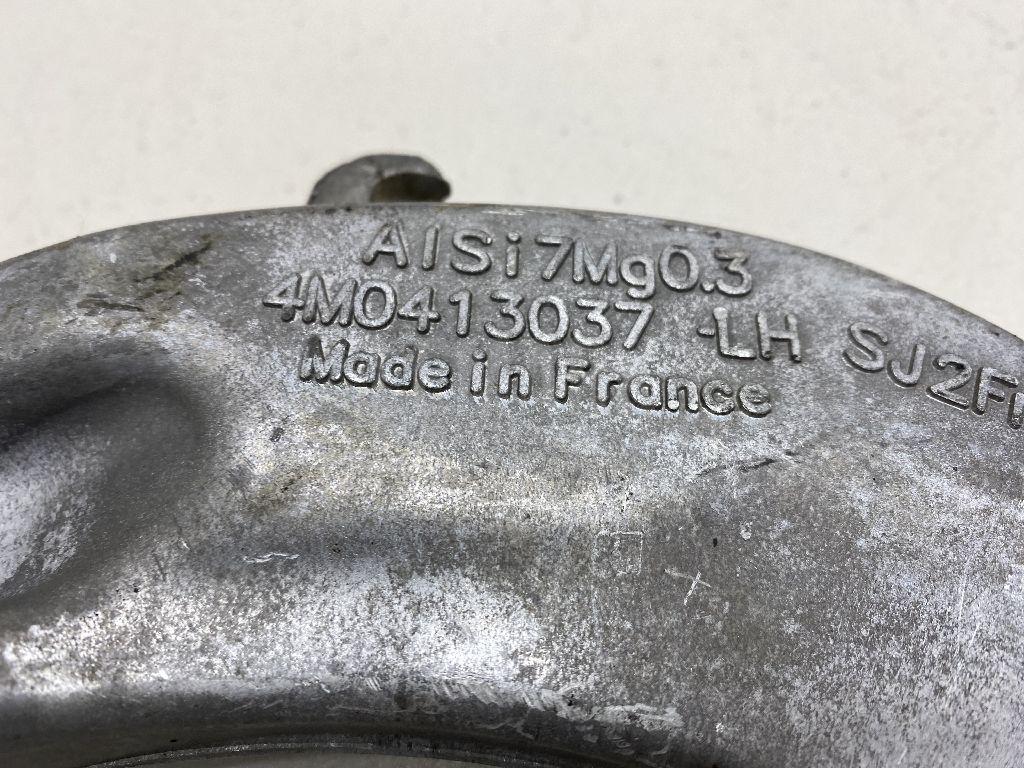 AlSi7Mg0.3
4M0413037 -LH SJ2F
Made in France